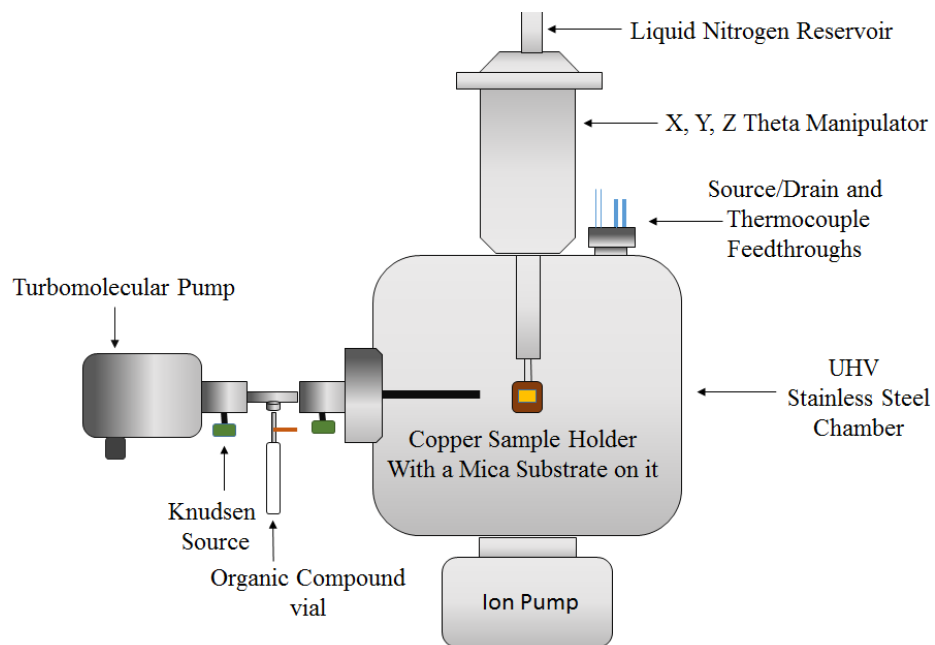 Liquid Nitrogen Reservoir
X, Y, Z Theta Manipulator
Source/Drain and
Thermocouple
Feedthroughs
Turbomolecular Pump
UHV
Stainless Steel
Chamber
Copper Sample Holder
With a Mica Substrate on it
Knudsen
Source
Organic Compound
vial
Ion Pump